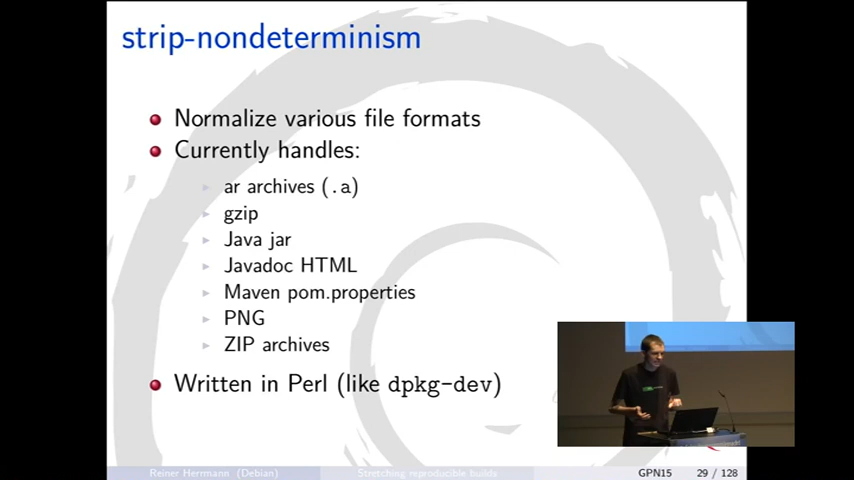 strip-nondeterminism
Normalize various file formats
Currently handles:
ar archives (.a)
gzip
Java jar
Javadoc HTML
Maven pom.properties
PNG
ZIP archives
Written in Perl (like dpkg-dev)
Reiner Herrmann (Debian) Stretching reproducible builds GPN15 29 / 128